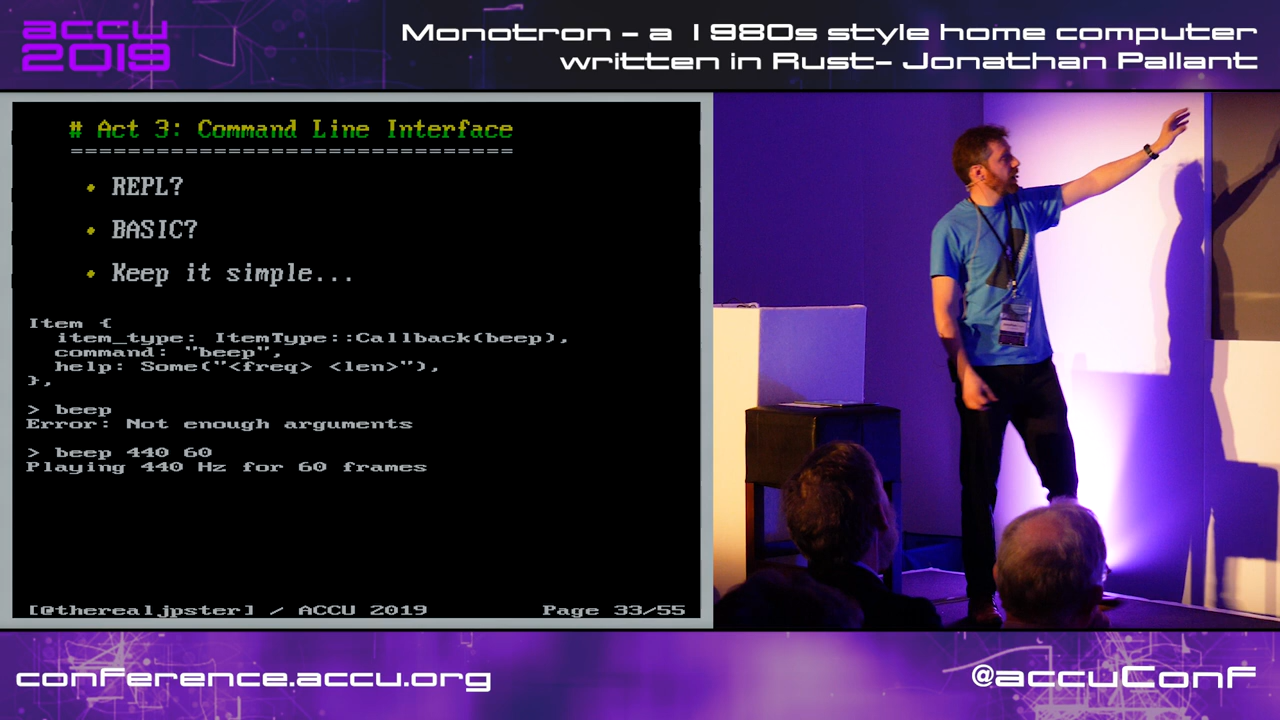 accu
2019
Monotron - a 1980s style home computer
written in Rust- Jonathan Pallant
# Act 3: Command Line Interface
===============================
• REPL?
• BASIC?
• Keep it simple...
Item {
  item_type: ItemType::Callback(beep),
  command: "beep",
  help: Some("<freq> <len>"),
},
> beep
Error: Not enough arguments
> beep 440 60
Playing 440 Hz for 60 frames
[@therealjpster] / ACCU 2019
Page 33/55
conference.accu.org
@accuConf